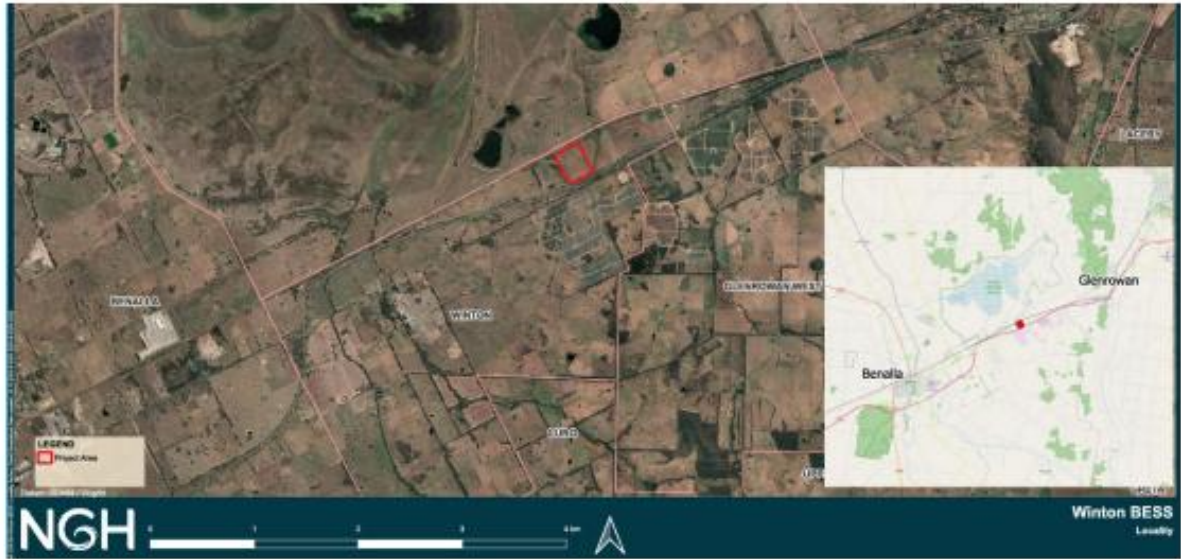 LACEBY
BENALLA
WINTON
GLENROWAN WEST
LURG
Glenrowan
Benalla
LEGEND
Project Area
NGH
0 1 2 3 4 km
Winton BESS
Locality